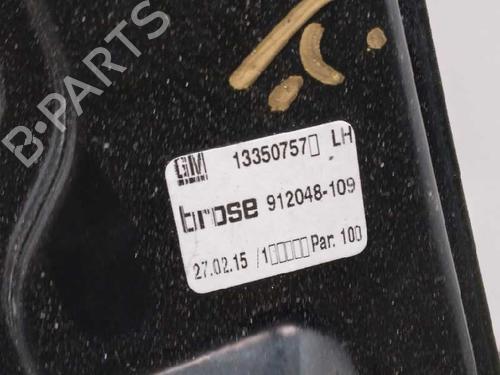 B-PARTS
GM 13350757▯ LH
brose 912048-109
27.02.15 /1▯▯▯▯▯ Par. 100